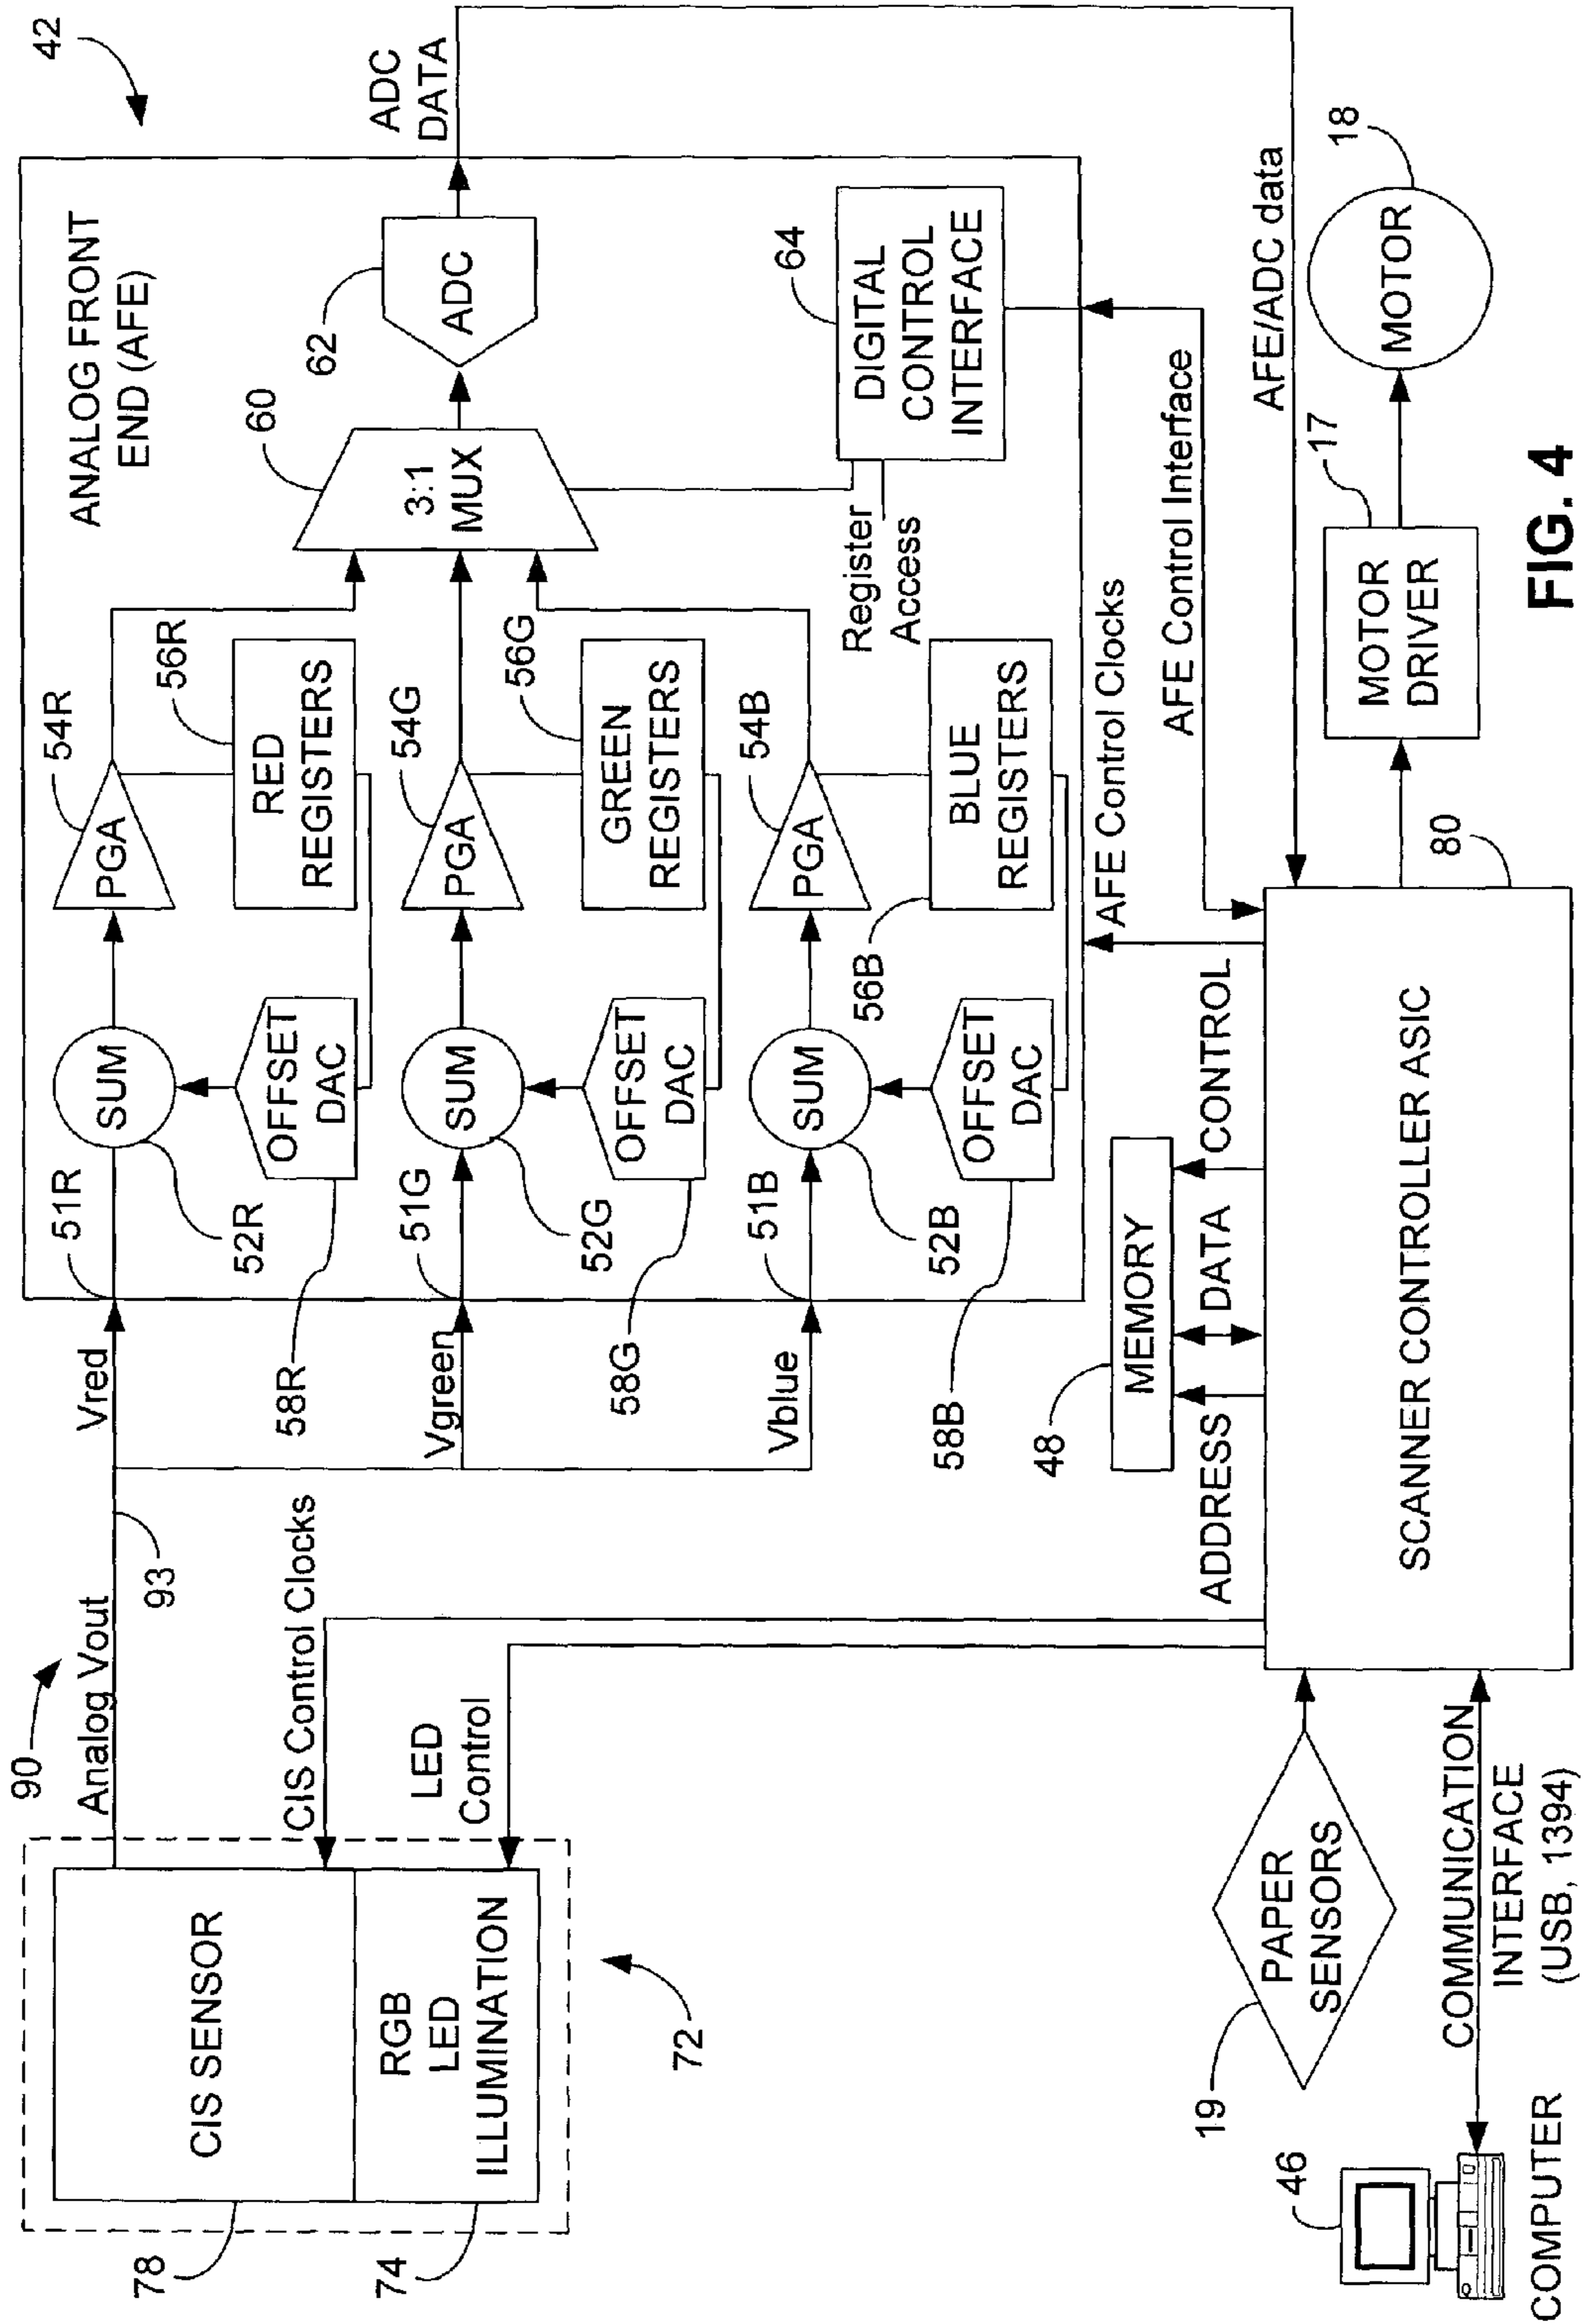 90
Analog Vout
93
Vred
Vgreen
Vblue
CIS SENSOR
78
RGB
LED
ILLUMINATION
74
72
CIS Control Clocks
LED
Control
42
ANALOG FRONT
END (AFE)
51R
SUM
52R
OFFSET
DAC
58R
PGA
54R
RED
REGISTERS
56R
51G
SUM
52G
OFFSET
DAC
58G
PGA
54G
GREEN
REGISTERS
56G
51B
SUM
52B
OFFSET
DAC
58B
PGA
54B
BLUE
REGISTERS
56B
3:1
MUX
60
ADC
62
ADC
DATA
DIGITAL
CONTROL
INTERFACE
64
Register
Access
AFE Control Clocks
AFE Control Interface
AFE/ADC data
MEMORY
48
ADDRESS
DATA
CONTROL
SCANNER CONTROLLER ASIC
80
PAPER
SENSORS
19
COMMUNICATION
INTERFACE
(USB, 1394)
46
COMPUTER
MOTOR
DRIVER
17
MOTOR
18
FIG. 4